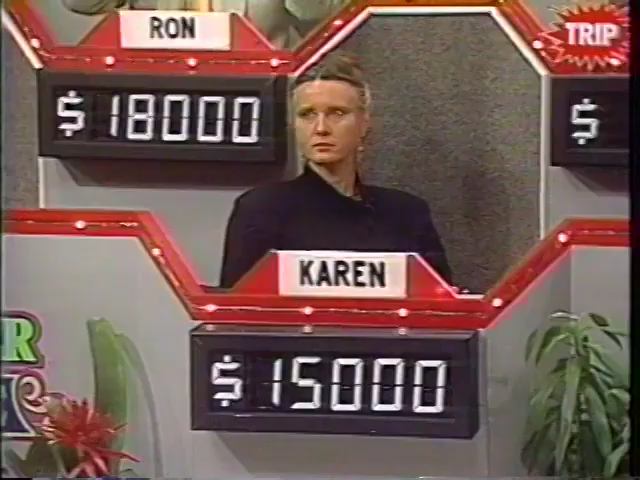 RON
TRIP
$ 18000
$
KAREN
$ 15000
R